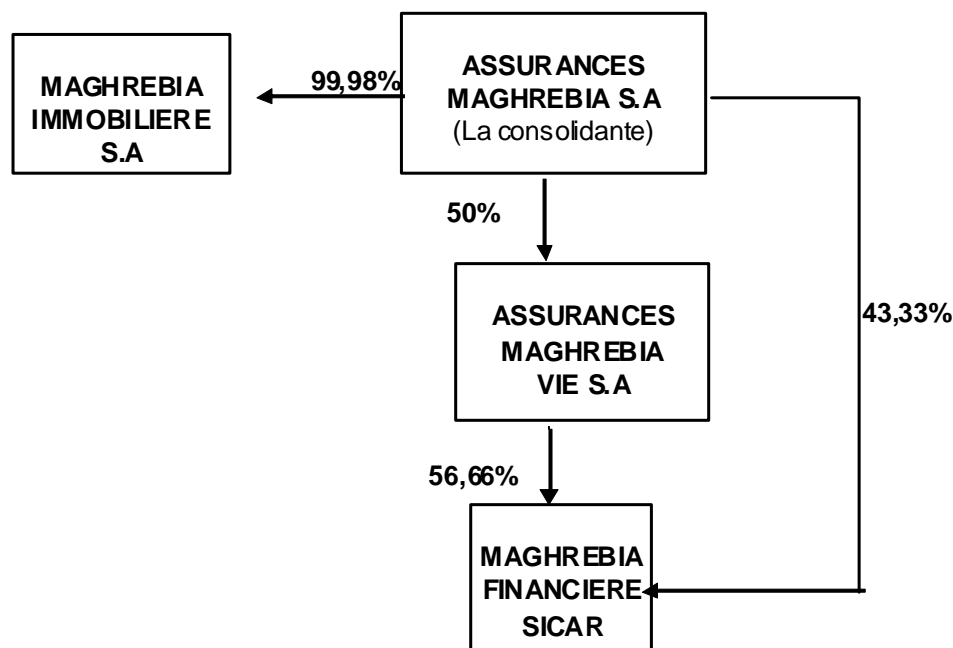 MAGHREBIA
IMMOBILIERE
S.A
99,98%
ASSURANCES
MAGHREBIA S.A
(La consolidante)
50%
ASSURANCES
MAGHREBIA
VIE S.A
43,33%
56,66%
MAGHREBIA
FINANCIERE
SICAR